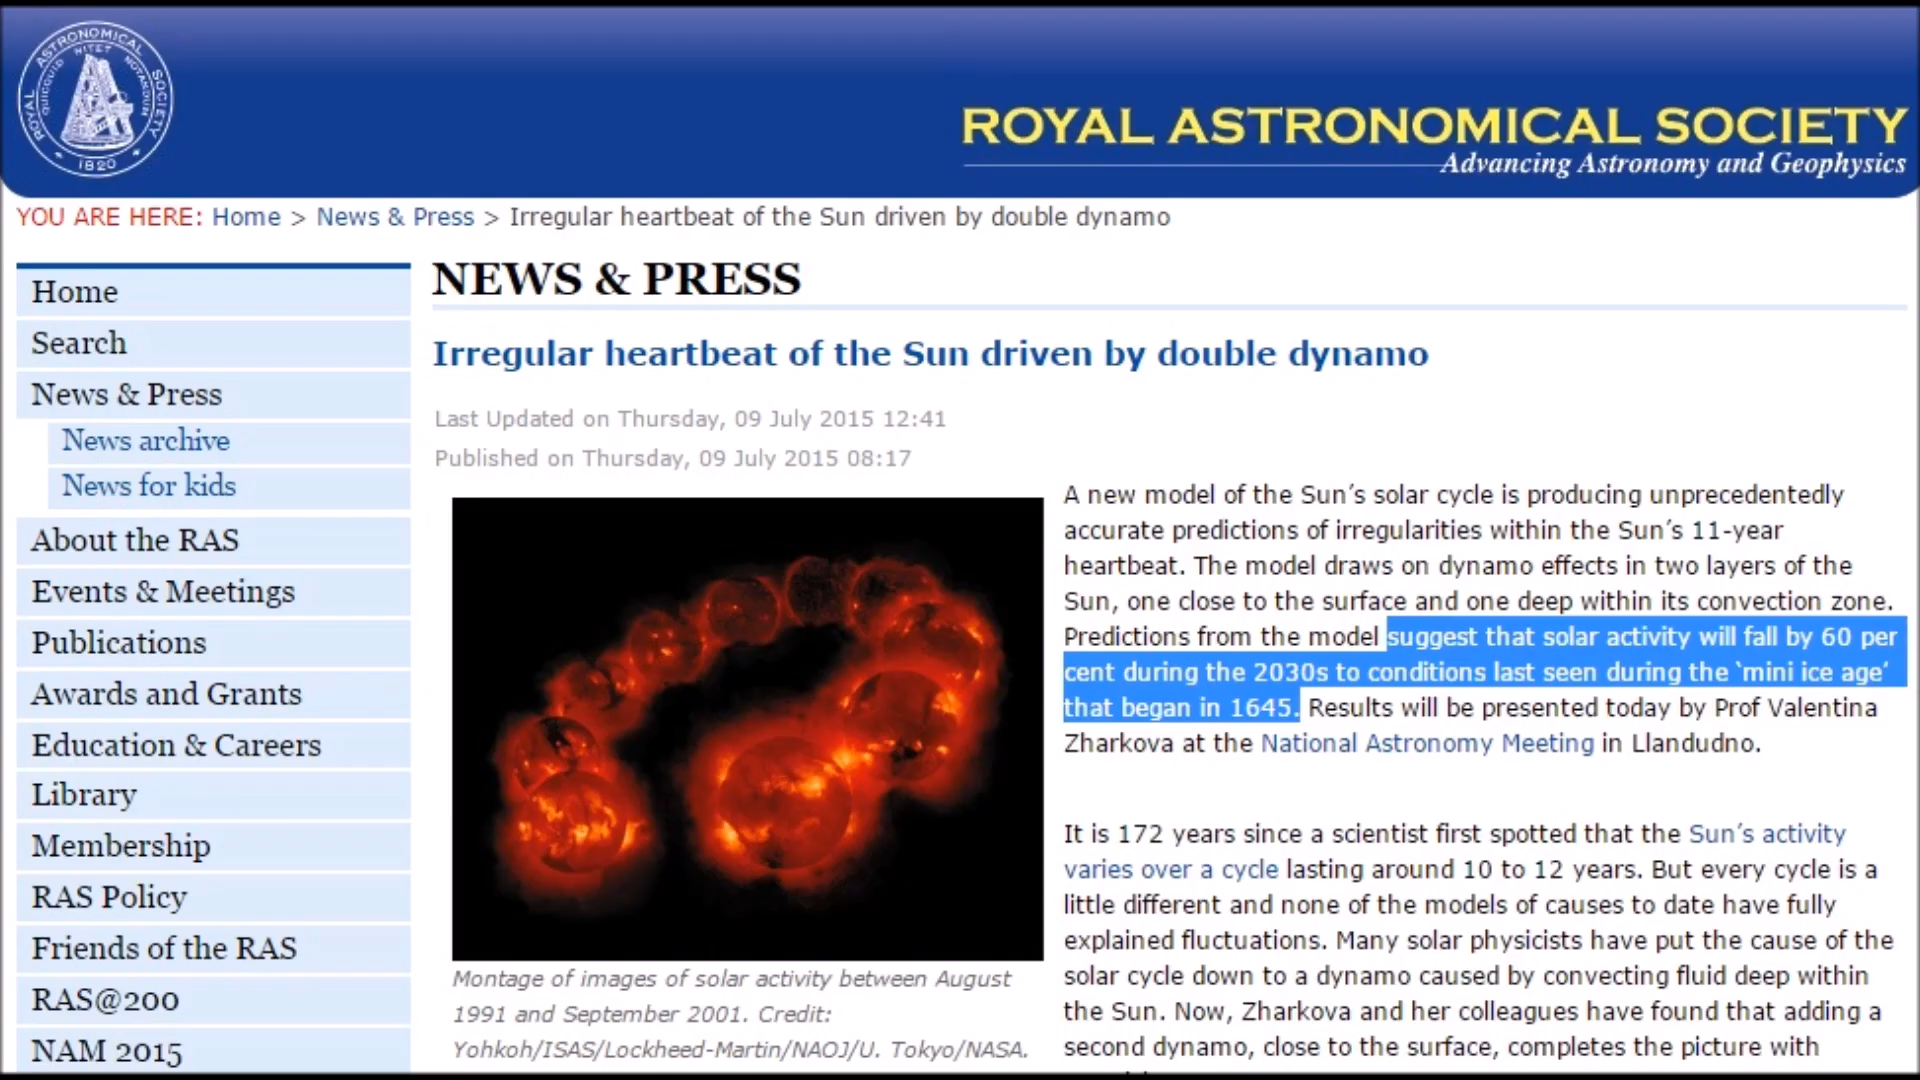 ROYAL ASTRONOMICAL SOCIETY
QUICQUID NITET NOTANDUM
1820
ROYAL ASTRONOMICAL SOCIETY
Advancing Astronomy and Geophysics
YOU ARE HERE: Home > News & Press > Irregular heartbeat of the Sun driven by double dynamo
Home
Search
News & Press
News archive
News for kids
About the RAS
Events & Meetings
Publications
Awards and Grants
Education & Careers
Library
Membership
RAS Policy
Friends of the RAS
RAS@200
NAM 2015
NEWS & PRESS
Irregular heartbeat of the Sun driven by double dynamo
Last Updated on Thursday, 09 July 2015 12:41
Published on Thursday, 09 July 2015 08:17
Montage of images of solar activity between August
1991 and September 2001. Credit:
Yohkoh/ISAS/Lockheed-Martin/NAOJ/U. Tokyo/NASA.
A new model of the Sun’s solar cycle is producing unprecedentedly
accurate predictions of irregularities within the Sun’s 11-year
heartbeat. The model draws on dynamo effects in two layers of the
Sun, one close to the surface and one deep within its convection zone.
Predictions from the model suggest that solar activity will fall by 60 per
cent during the 2030s to conditions last seen during the ‘mini ice age’
that began in 1645. Results will be presented today by Prof Valentina
Zharkova at the National Astronomy Meeting in Llandudno.
It is 172 years since a scientist first spotted that the Sun’s activity
varies over a cycle lasting around 10 to 12 years. But every cycle is a
little different and none of the models of causes to date have fully
explained fluctuations. Many solar physicists have put the cause of the
solar cycle down to a dynamo caused by convecting fluid deep within
the Sun. Now, Zharkova and her colleagues have found that adding a
second dynamo, close to the surface, completes the picture with